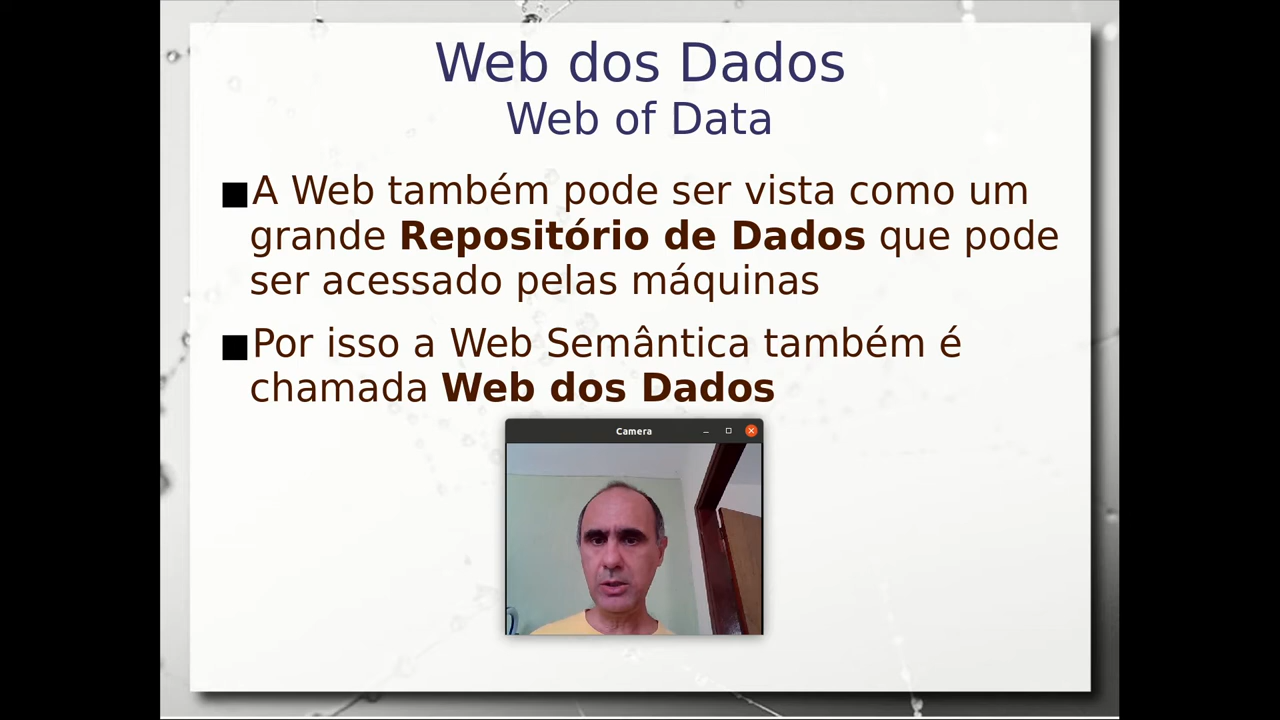 Web dos Dados
Web of Data
A Web também pode ser vista como um
grande Repositório de Dados que pode
ser acessado pelas máquinas
Por isso a Web Semântica também é
chamada Web dos Dados
Camera